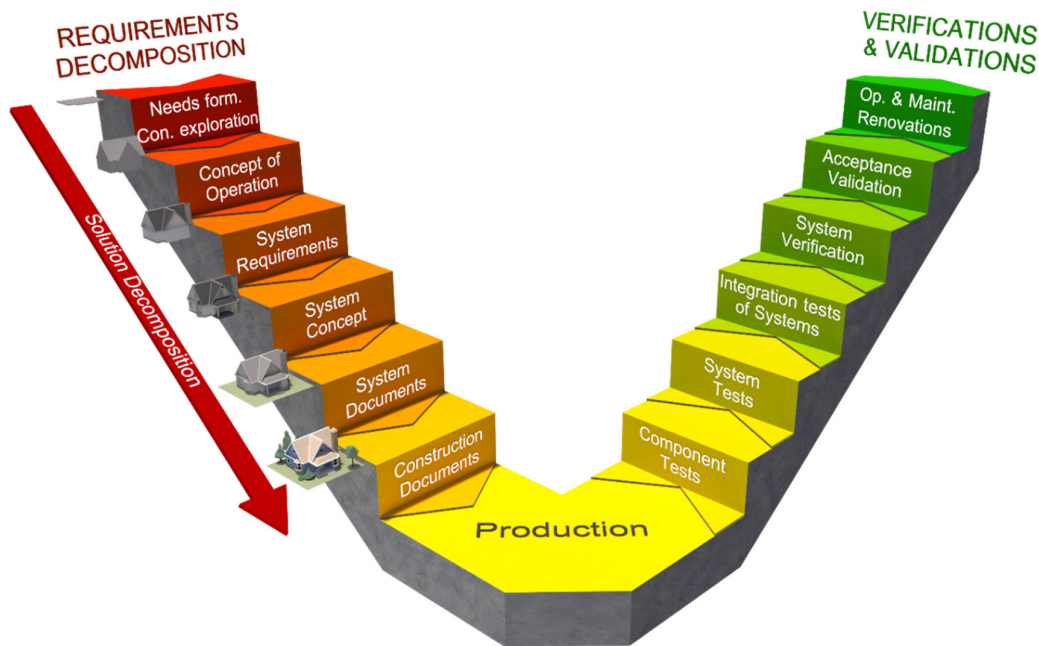 REQUIREMENTS
DECOMPOSITION
Needs form.
Con. exploration
Concept of
Operation
System
Requirements
System
Concept
System
Documents
Construction
Documents
Solution Decomposition
Production
VERIFICATIONS
& VALIDATIONS
Op. & Maint.
Renovations
Acceptance
Validation
System
Verification
Integration tests
of Systems
System
Tests
Component
Tests